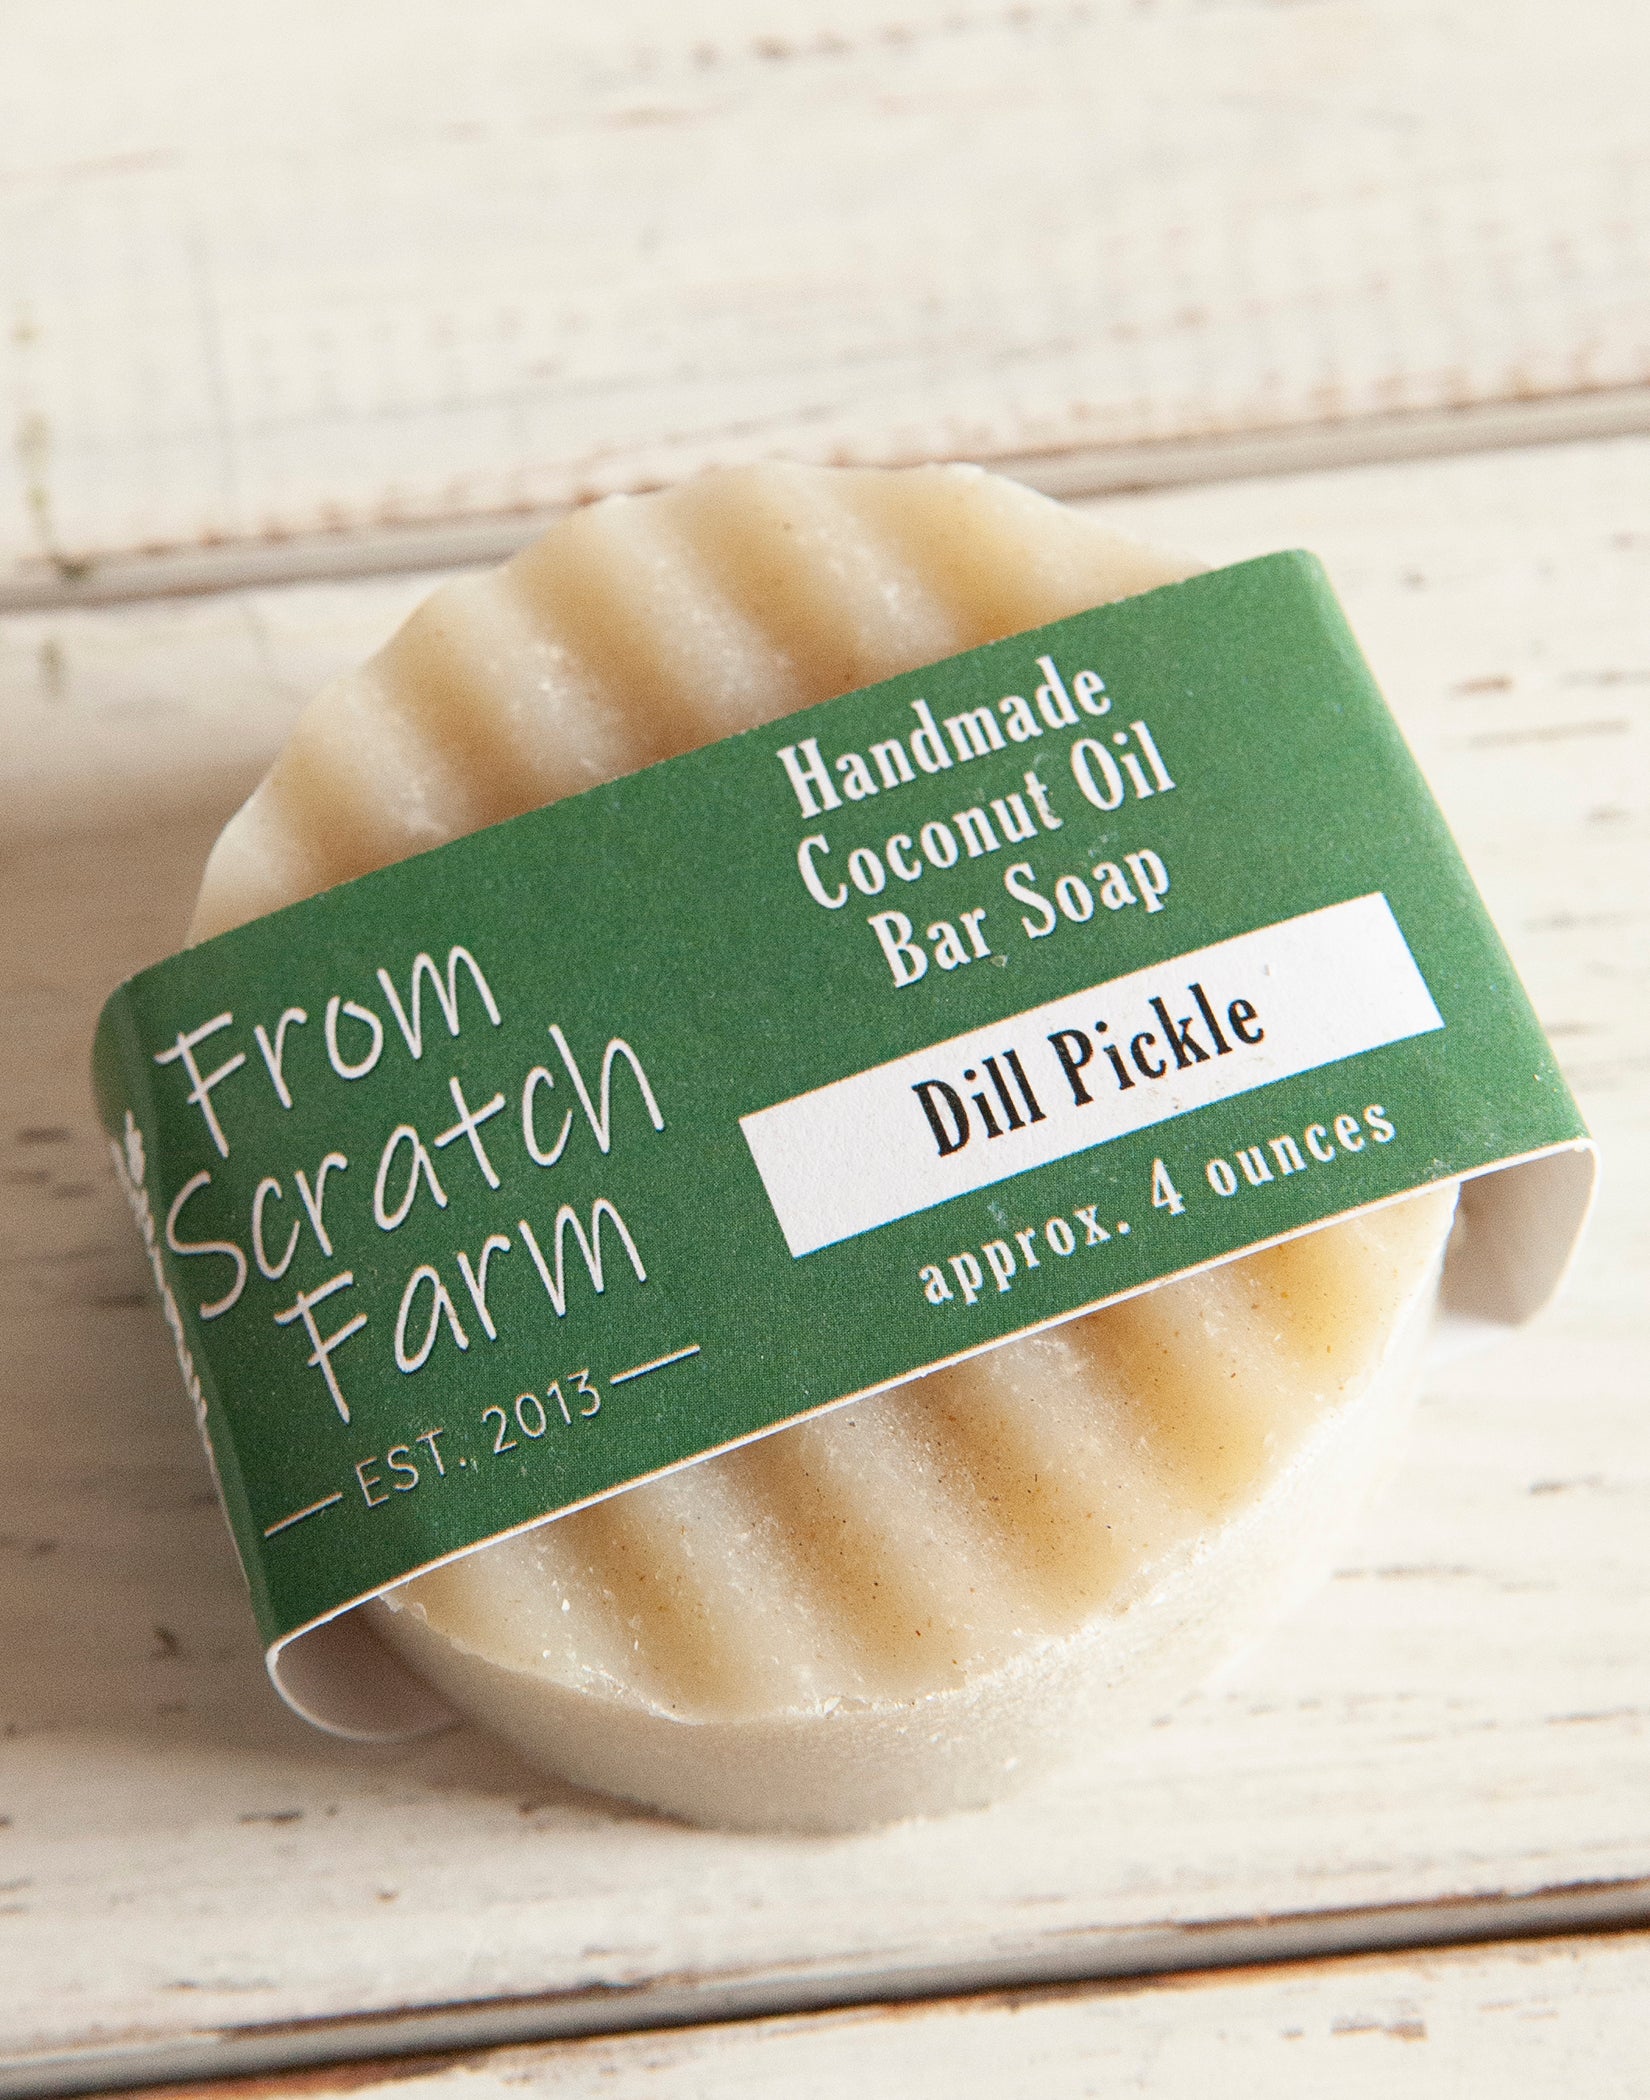 From
Scratch
Farm
EST. 2013
Handmade
Coconut Oil
Bar Soap
Dill Pickle
approx. 4 ounces